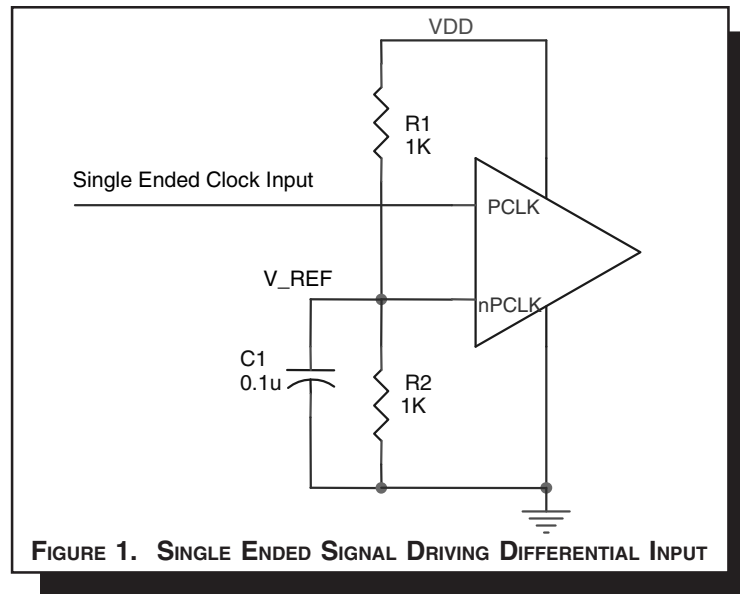 VDD
R1
1K
Single Ended Clock Input
PCLK
V_REF
nPCLK
C1
0.1u
R2
1K
FIGURE 1. SINGLE ENDED SIGNAL DRIVING DIFFERENTIAL INPUT